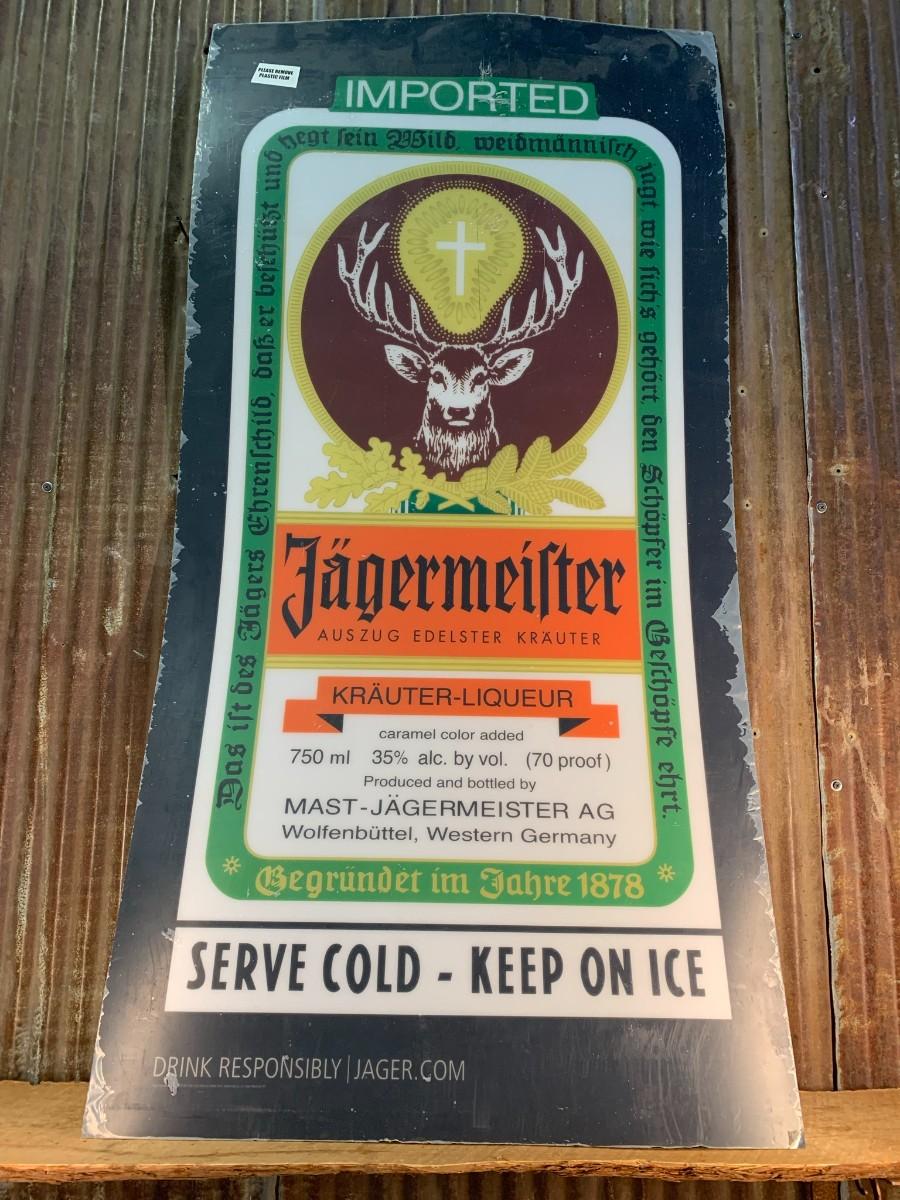 PLEASE REMOVE
PLASTIC FILM
IMPORTED
Das ist des Jägers Ehrenschild, daß er beschützt und hegt sein Wild, weidmännisch jagt, wie sich's gehört, den Schöpfer im Geschöpfe ehrt.
Jägermeister
AUSZUG EDELSTER KRÄUTER
KRÄUTER-LIQUEUR
caramel color added
750 ml 35% alc. by vol. (70 proof)
Produced and bottled by
MAST-JÄGERMEISTER AG
Wolfenbüttel, Western Germany
Gegründet im Jahre 1878
SERVE COLD - KEEP ON ICE
DRINK RESPONSIBLY | JAGER.COM